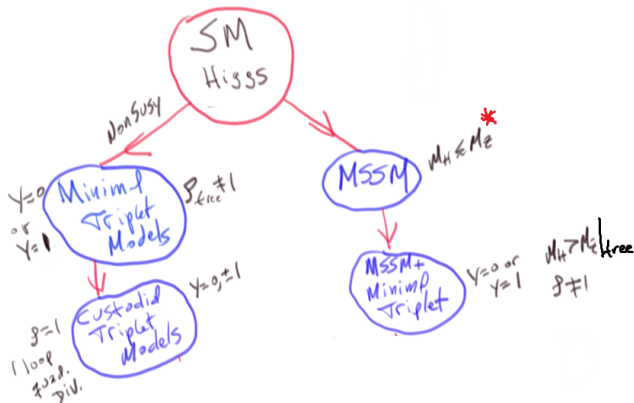 SM
Higgs
Non Susy
*
M_H ≤ M_Z
MSSM
Y=0
or
Y=1
Minimal
Triplet
Models
ρ_tree ≠ 1
MSSM+
Minimal
Triplet
Y=0 or
Y=1
M_H > M_Z|tree
ρ≠1
Custodial
Triplet
Models
Y=0,±1
ρ=1
1 loop
quad.
Div.